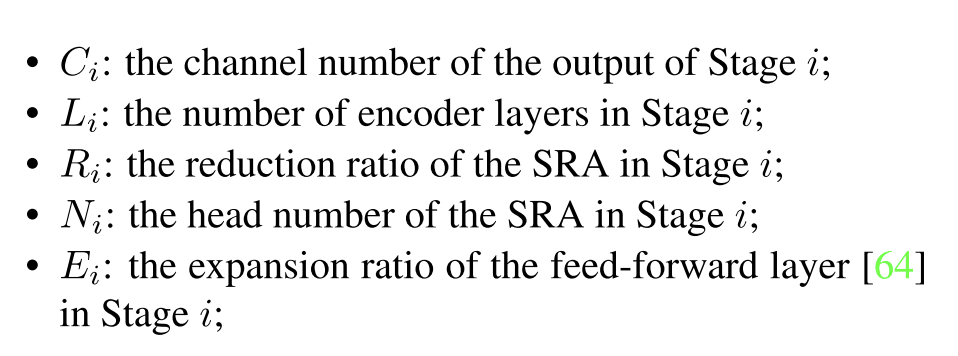 • C_i: the channel number of the output of Stage i;
• L_i: the number of encoder layers in Stage i;
• R_i: the reduction ratio of the SRA in Stage i;
• N_i: the head number of the SRA in Stage i;
• E_i: the expansion ratio of the feed-forward layer [64]
in Stage i;